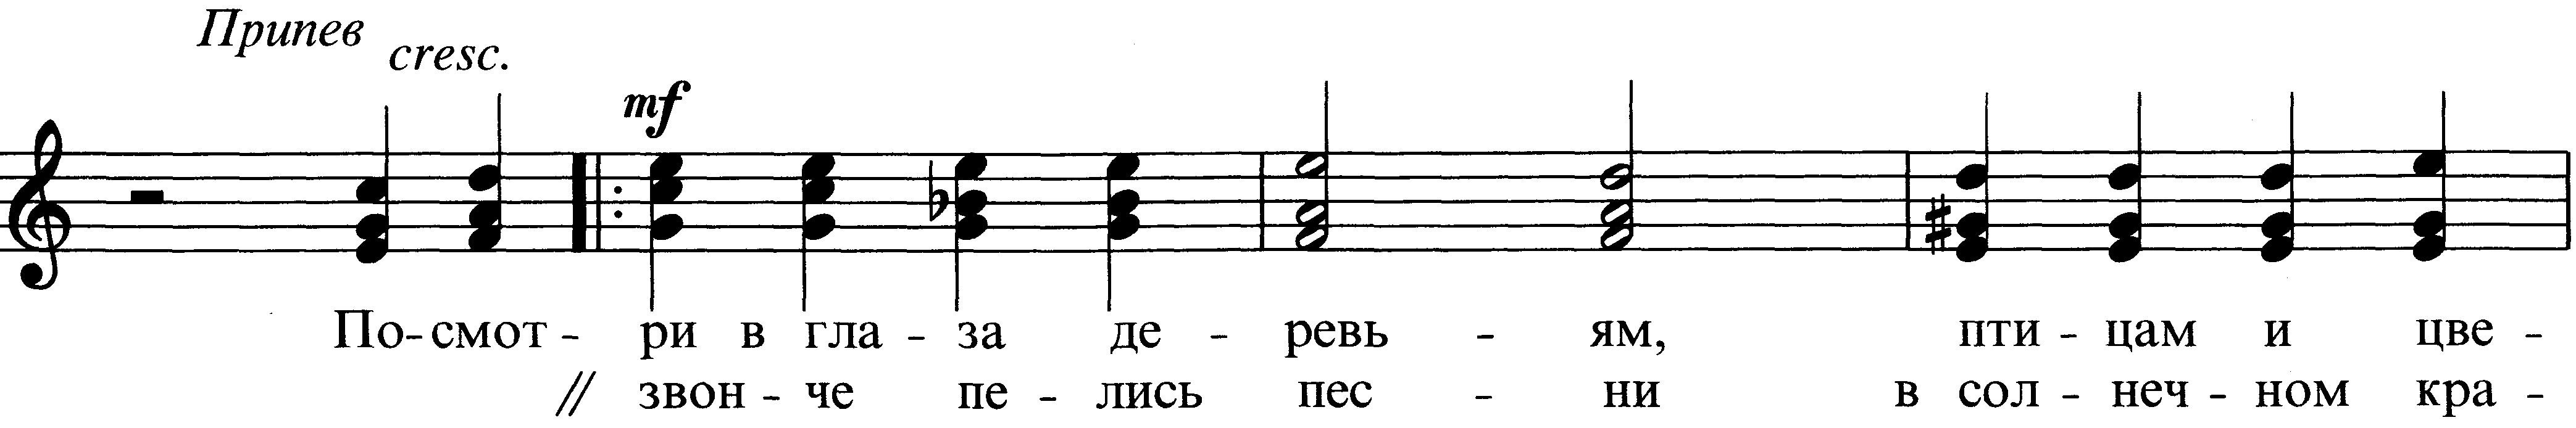 Припев
cresc.
mf
По-смот-ри в гла-за де-ревь-ям, пти-цам и цве-
// звон-че пе-лись пес-ни в сол-неч-ном кра-